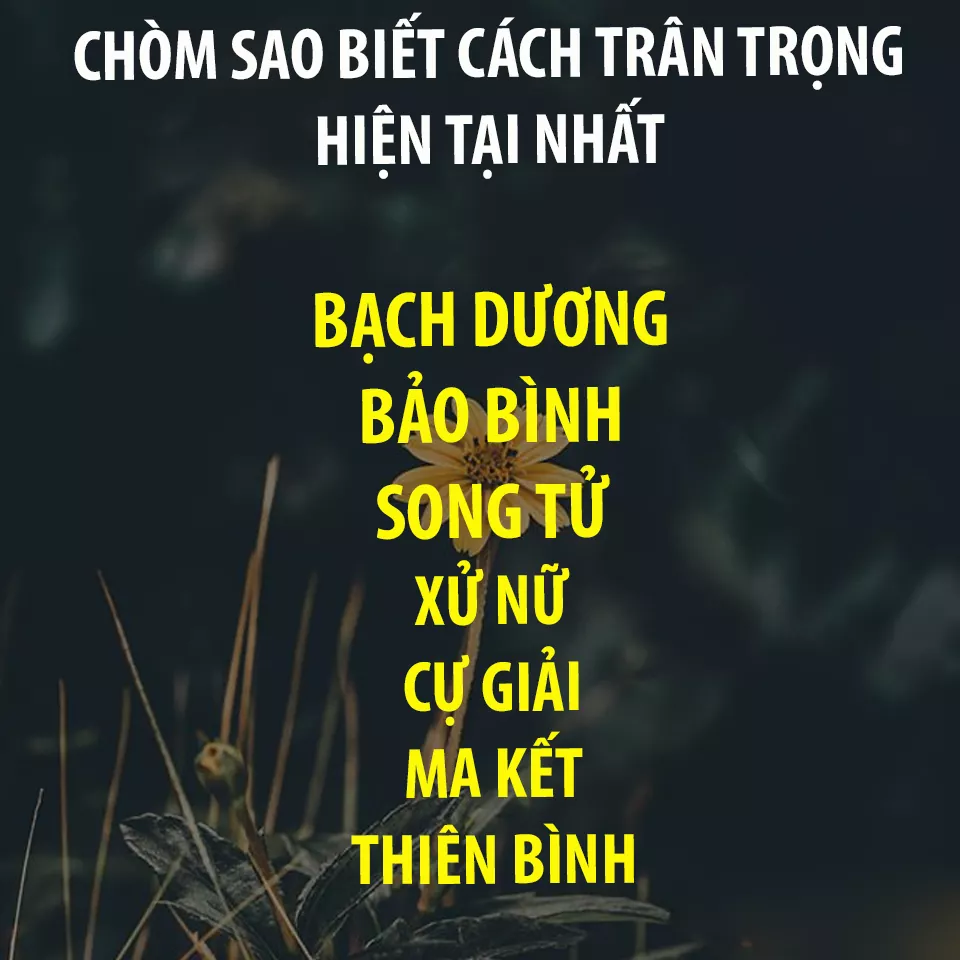 CHÒM SAO BIẾT CÁCH TRÂN TRỌNG
HIỆN TẠI NHẤT
BẠCH DƯƠNG
BẢO BÌNH
SONG TỬ
XỬ NỮ
CỰ GIẢI
MA KẾT
THIÊN BÌNH